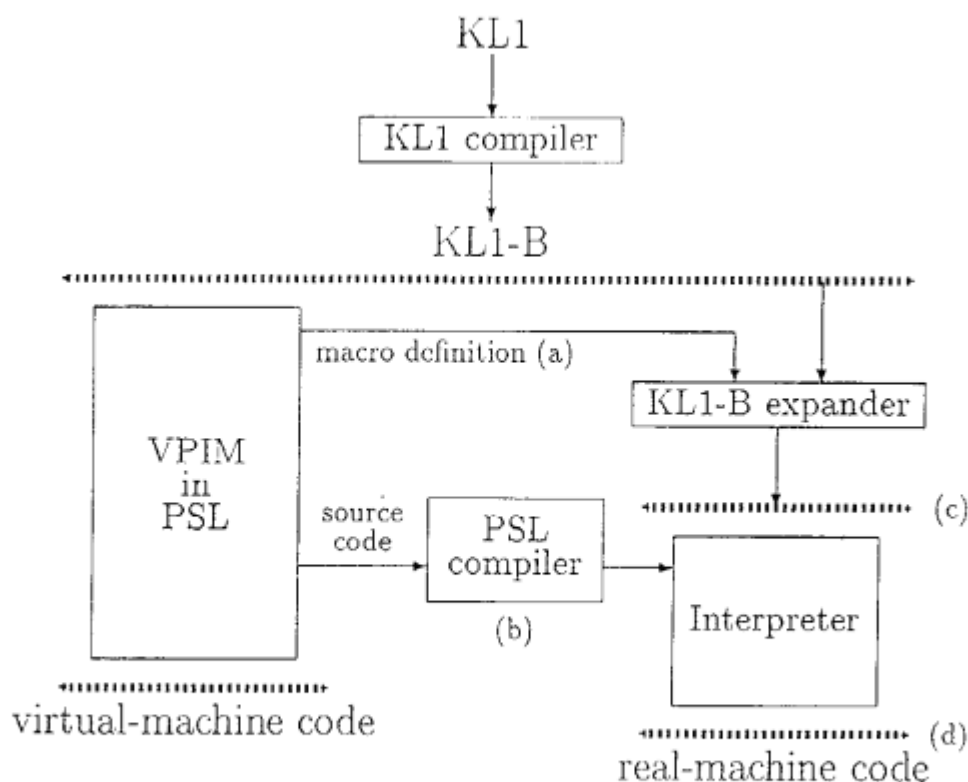 KL1
KL1 compiler
KL1-B
macro definition (a)
KL1-B expander
VPIM
in
PSL
source
code
PSL
compiler
(b)
(c)
Interpreter
virtual-machine code
(d)
real-machine code